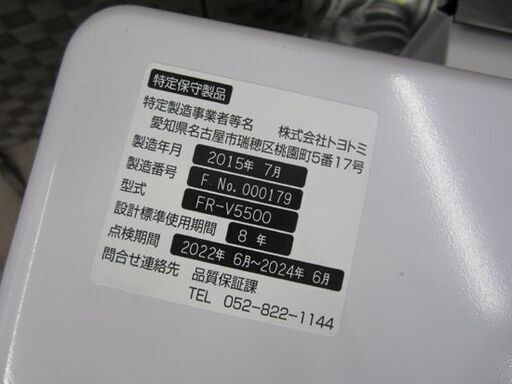 特定保守製品
特定製造事業者等名 株式会社トヨトミ
愛知県名古屋市瑞穂区桃園町5番17号
製造年月 2015年 7月
製造番号 F No.000179
型式 FR-V5500
設計標準使用期間 8 年
点検期間 2022年 6月~2024年 6月
問合せ連絡先 品質保証課
TEL 052-822-1144